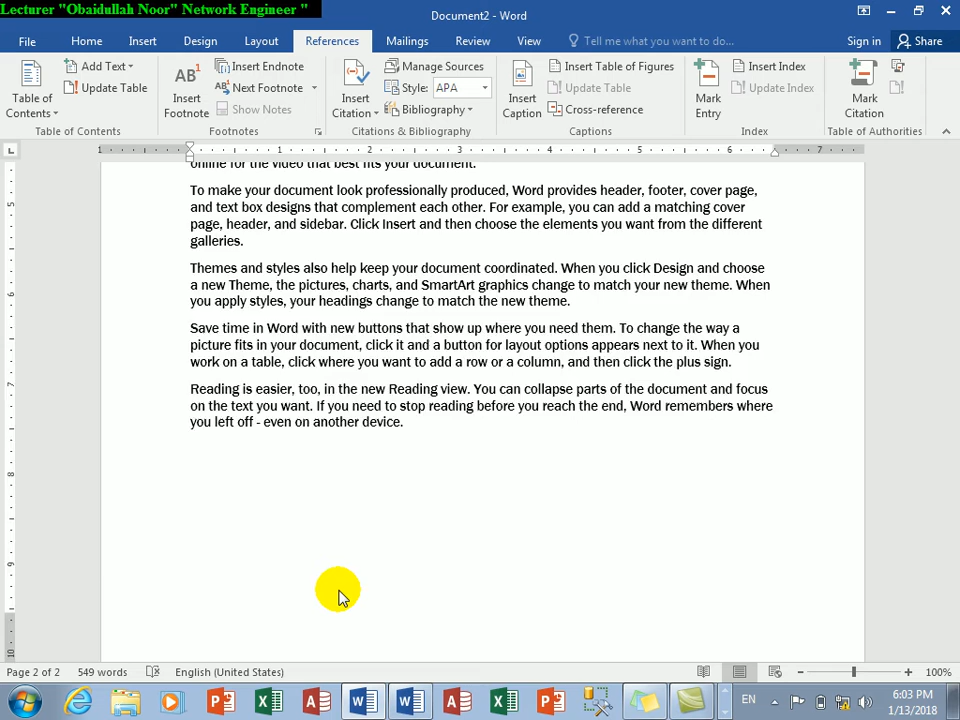 Lecturer "Obaidullah Noor" Network Engineer "
Document2 - Word
File Home Insert Design Layout References Mailings Review View Tell me what you want to do... Sign in Share
Table of Contents
Add Text
Update Table
Table of Contents
AB1
Insert Footnote
Insert Endnote
Next Footnote
Show Notes
Footnotes
Insert Citation
Manage Sources
Style: APA
Bibliography
Citations & Bibliography
Insert Caption
Insert Table of Figures
Update Table
Cross-reference
Captions
Mark Entry
Insert Index
Update Index
Index
Mark Citation
Table of Authorities
1 1 2 3 4 5 6 7
online for the video that best fits your document.
To make your document look professionally produced, Word provides header, footer, cover page,
and text box designs that complement each other. For example, you can add a matching cover
page, header, and sidebar. Click Insert and then choose the elements you want from the different
galleries.
Themes and styles also help keep your document coordinated. When you click Design and choose
a new Theme, the pictures, charts, and SmartArt graphics change to match your new theme. When
you apply styles, your headings change to match the new theme.
Save time in Word with new buttons that show up where you need them. To change the way a
picture fits in your document, click it and a button for layout options appears next to it. When you
work on a table, click where you want to add a row or a column, and then click the plus sign.
Reading is easier, too, in the new Reading view. You can collapse parts of the document and focus
on the text you want. If you need to stop reading before you reach the end, Word remembers where
you left off - even on another device.
Page 2 of 2 549 words English (United States) 100%
EN
6:03 PM
1/13/2018